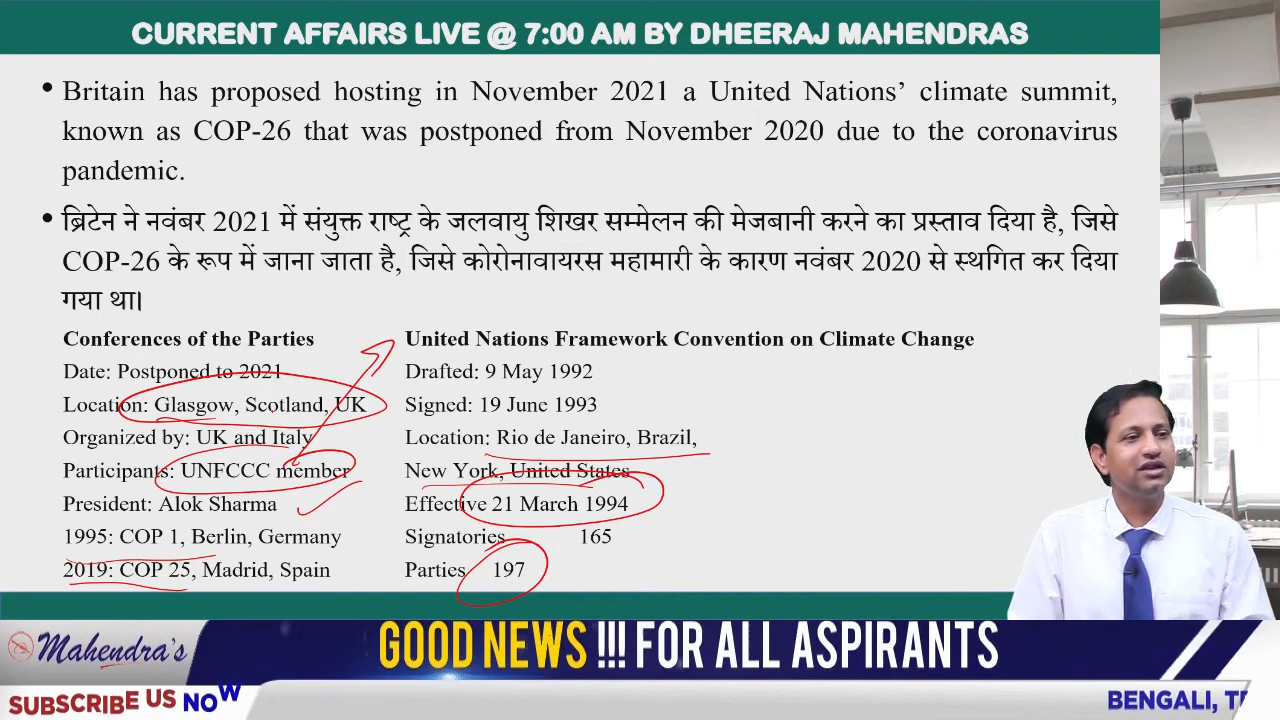 CURRENT AFFAIRS LIVE @ 7:00 AM BY DHEERAJ MAHENDRAS
• Britain has proposed hosting in November 2021 a United Nations’ climate summit,
known as COP-26 that was postponed from November 2020 due to the coronavirus
pandemic.
• ब्रिटेन ने नवंबर 2021 में संयुक्त राष्ट्र के जलवायु शिखर सम्मेलन की मेजबानी करने का प्रस्ताव दिया है, जिसे
COP-26 के रूप में जाना जाता है, जिसे कोरोनावायरस महामारी के कारण नवंबर 2020 से स्थगित कर दिया
गया था।
Conferences of the Parties
Date: Postponed to 2021
Location: Glasgow, Scotland, UK
Organized by: UK and Italy
Participants: UNFCCC member
President: Alok Sharma
1995: COP 1, Berlin, Germany
2019: COP 25, Madrid, Spain
United Nations Framework Convention on Climate Change
Drafted: 9 May 1992
Signed: 19 June 1993
Location: Rio de Janeiro, Brazil,
New York, United States
Effective 21 March 1994
Signatories 165
Parties 197
Mahendra's
GOOD NEWS !!! FOR ALL ASPIRANTS
SUBSCRIBE US NOW
BENGALI,